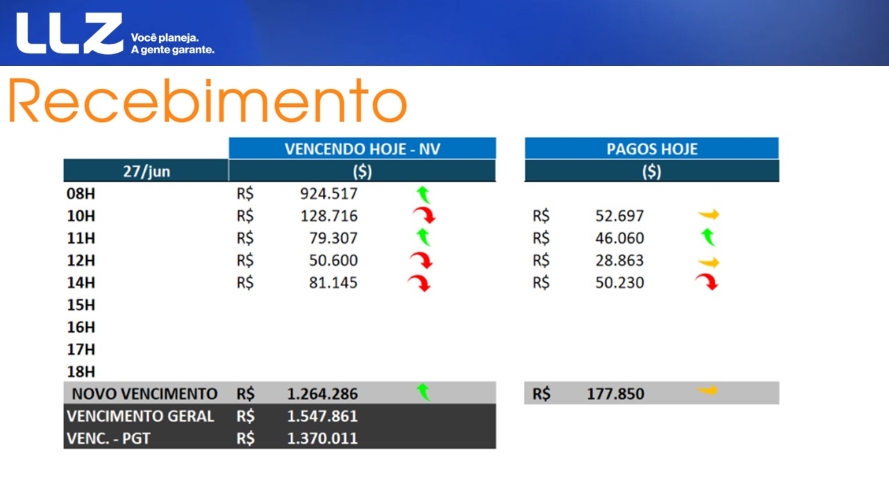 LLZ Você planeja.
A gente garante.
Recebimento
VENCENDO HOJE - NV PAGOS HOJE
27/jun ($) ($)
08H R$ 924.517
10H R$ 128.716 R$ 52.697
11H R$ 79.307 R$ 46.060
12H R$ 50.600 R$ 28.863
14H R$ 81.145 R$ 50.230
15H
16H
17H
18H
NOVO VENCIMENTO R$ 1.264.286 R$ 177.850
VENCIMENTO GERAL R$ 1.547.861
VENC. - PGT R$ 1.370.011